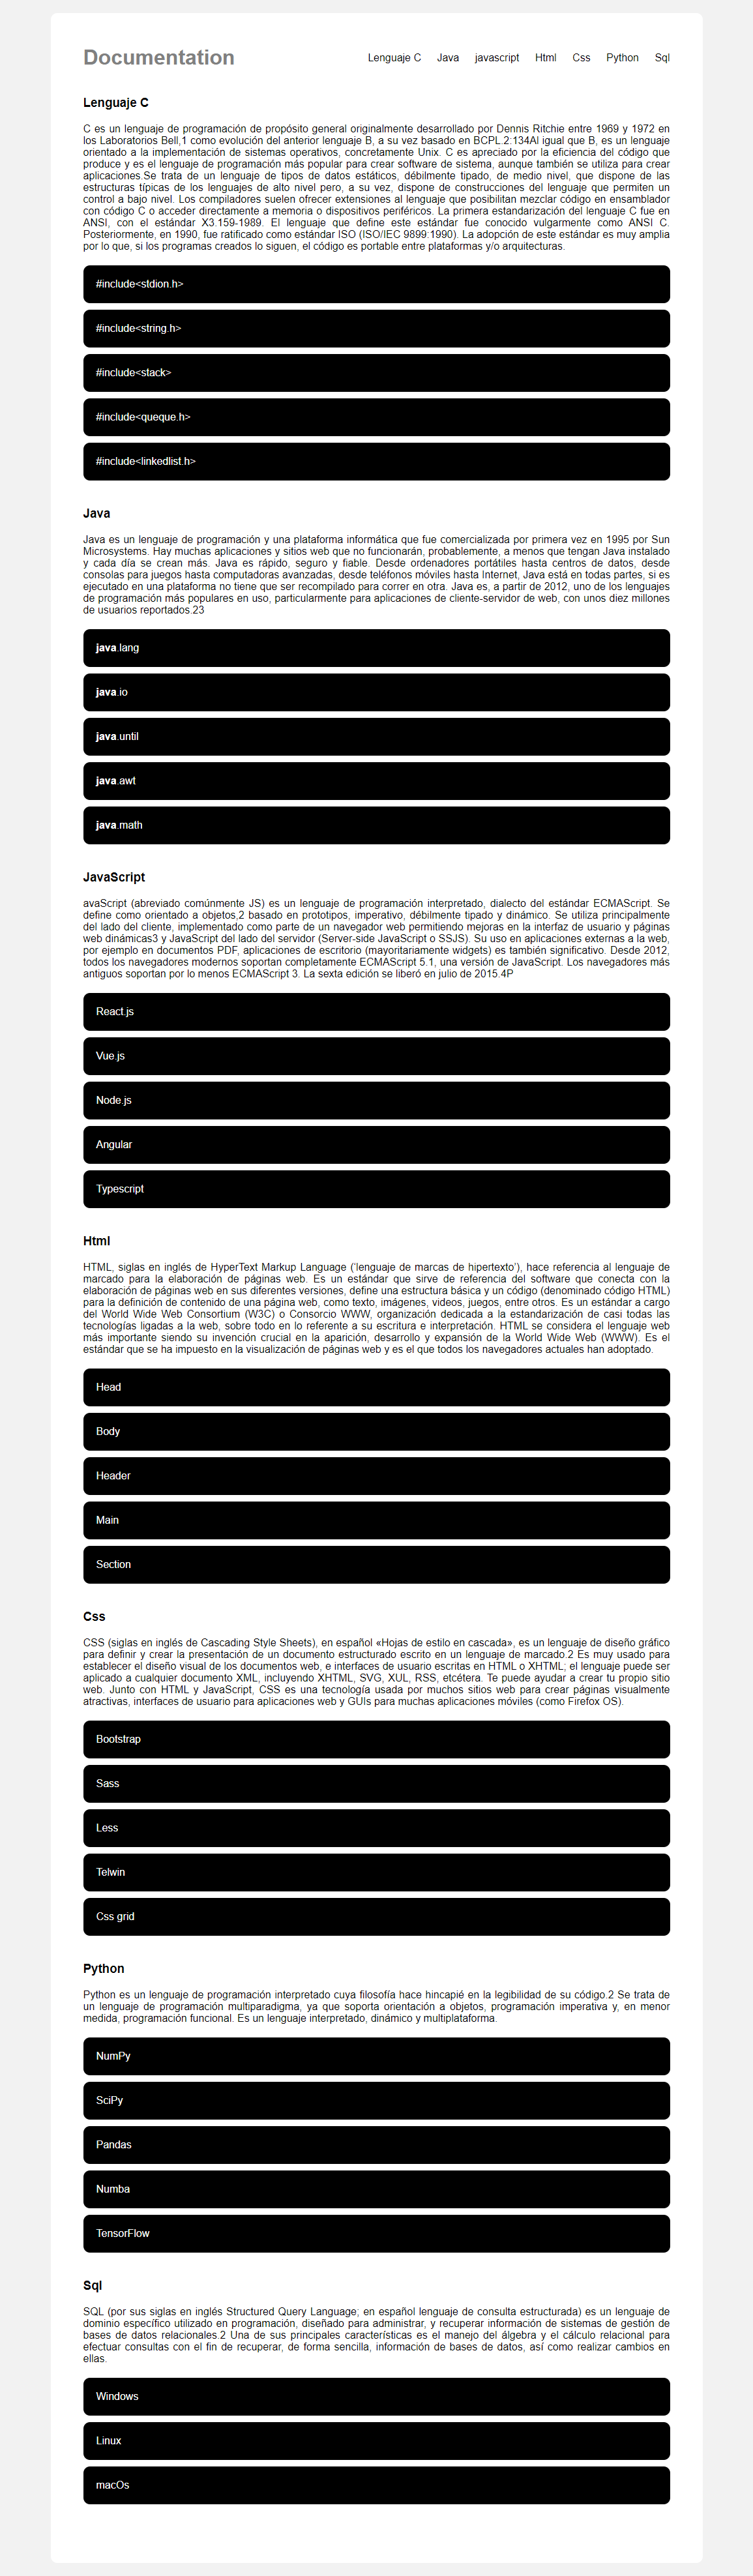 Documentation
Lenguaje C Java javascript Html Css Python Sql
Lenguaje C
C es un lenguaje de programación de propósito general originalmente desarrollado por Dennis Ritchie entre 1969 y 1972 en
los Laboratorios Bell,1 como evolución del anterior lenguaje B, a su vez basado en BCPL.2:134Al igual que B, es un lenguaje
orientado a la implementación de sistemas operativos, concretamente Unix. C es apreciado por la eficiencia del código que
produce y es el lenguaje de programación más popular para crear software de sistema, aunque también se utiliza para crear
aplicaciones.Se trata de un lenguaje de tipos de datos estáticos, débilmente tipado, de medio nivel, que dispone de las
estructuras típicas de los lenguajes de alto nivel pero, a su vez, dispone de construcciones del lenguaje que permiten un
control a bajo nivel. Los compiladores suelen ofrecer extensiones al lenguaje que posibilitan mezclar código en ensamblador
con código C o acceder directamente a memoria o dispositivos periféricos. La primera estandarización del lenguaje C fue en
ANSI, con el estándar X3.159-1989. El lenguaje que define este estándar fue conocido vulgarmente como ANSI C.
Posteriormente, en 1990, fue ratificado como estándar ISO (ISO/IEC 9899:1990). La adopción de este estándar es muy amplia
por lo que, si los programas creados lo siguen, el código es portable entre plataformas y/o arquitecturas.
#include<stdion.h>
#include<string.h>
#include<stack>
#include<queque.h>
#include<linkedlist.h>
Java
Java es un lenguaje de programación y una plataforma informática que fue comercializada por primera vez en 1995 por Sun
Microsystems. Hay muchas aplicaciones y sitios web que no funcionarán, probablemente, a menos que tengan Java instalado
y cada día se crean más. Java es rápido, seguro y fiable. Desde ordenadores portátiles hasta centros de datos, desde
consolas para juegos hasta computadoras avanzadas, desde teléfonos móviles hasta Internet, Java está en todas partes, si es
ejecutado en una plataforma no tiene que ser recompilado para correr en otra. Java es, a partir de 2012, uno de los lenguajes
de programación más populares en uso, particularmente para aplicaciones de cliente-servidor de web, con unos diez millones
de usuarios reportados.23
java.lang
java.io
java.until
java.awt
java.math
JavaScript
avaScript (abreviado comúnmente JS) es un lenguaje de programación interpretado, dialecto del estándar ECMAScript. Se
define como orientado a objetos,2 basado en prototipos, imperativo, débilmente tipado y dinámico. Se utiliza principalmente
del lado del cliente, implementado como parte de un navegador web permitiendo mejoras en la interfaz de usuario y páginas
web dinámicas3 y JavaScript del lado del servidor (Server-side JavaScript o SSJS). Su uso en aplicaciones externas a la web,
por ejemplo en documentos PDF, aplicaciones de escritorio (mayoritariamente widgets) es también significativo. Desde 2012,
todos los navegadores modernos soportan completamente ECMAScript 5.1, una versión de JavaScript. Los navegadores más
antiguos soportan por lo menos ECMAScript 3. La sexta edición se liberó en julio de 2015.4P
React.js
Vue.js
Node.js
Angular
Typescript
Html
HTML, siglas en inglés de HyperText Markup Language ('lenguaje de marcas de hipertexto'), hace referencia al lenguaje de
marcado para la elaboración de páginas web. Es un estándar que sirve de referencia del software que conecta con la
elaboración de páginas web en sus diferentes versiones, define una estructura básica y un código (denominado código HTML)
para la definición de contenido de una página web, como texto, imágenes, videos, juegos, entre otros. Es un estándar a cargo
del World Wide Web Consortium (W3C) o Consorcio WWW, organización dedicada a la estandarización de casi todas las
tecnologías ligadas a la web, sobre todo en lo referente a su escritura e interpretación. HTML se considera el lenguaje web
más importante siendo su invención crucial en la aparición, desarrollo y expansión de la World Wide Web (WWW). Es el
estándar que se ha impuesto en la visualización de páginas web y es el que todos los navegadores actuales han adoptado.
Head
Body
Header
Main
Section
Css
CSS (siglas en inglés de Cascading Style Sheets), en español «Hojas de estilo en cascada», es un lenguaje de diseño gráfico
para definir y crear la presentación de un documento estructurado escrito en un lenguaje de marcado.2 Es muy usado para
establecer el diseño visual de los documentos web, e interfaces de usuario escritas en HTML o XHTML; el lenguaje puede ser
aplicado a cualquier documento XML, incluyendo XHTML, SVG, XUL, RSS, etcétera. Te puede ayudar a crear tu propio sitio
web. Junto con HTML y JavaScript, CSS es una tecnología usada por muchos sitios web para crear páginas visualmente
atractivas, interfaces de usuario para aplicaciones web y GUIs para muchas aplicaciones móviles (como Firefox OS).
Bootstrap
Sass
Less
Telwin
Css grid
Python
Python es un lenguaje de programación interpretado cuya filosofía hace hincapié en la legibilidad de su código.2 Se trata de
un lenguaje de programación multiparadigma, ya que soporta orientación a objetos, programación imperativa y, en menor
medida, programación funcional. Es un lenguaje interpretado, dinámico y multiplataforma.
NumPy
SciPy
Pandas
Numba
TensorFlow
Sql
SQL (por sus siglas en inglés Structured Query Language; en español lenguaje de consulta estructurada) es un lenguaje de
dominio específico utilizado en programación, diseñado para administrar, y recuperar información de sistemas de gestión de
bases de datos relacionales.2 Una de sus principales características es el manejo del álgebra y el cálculo relacional para
efectuar consultas con el fin de recuperar, de forma sencilla, información de bases de datos, así como realizar cambios en
ellas.
Windows
Linux
macOs